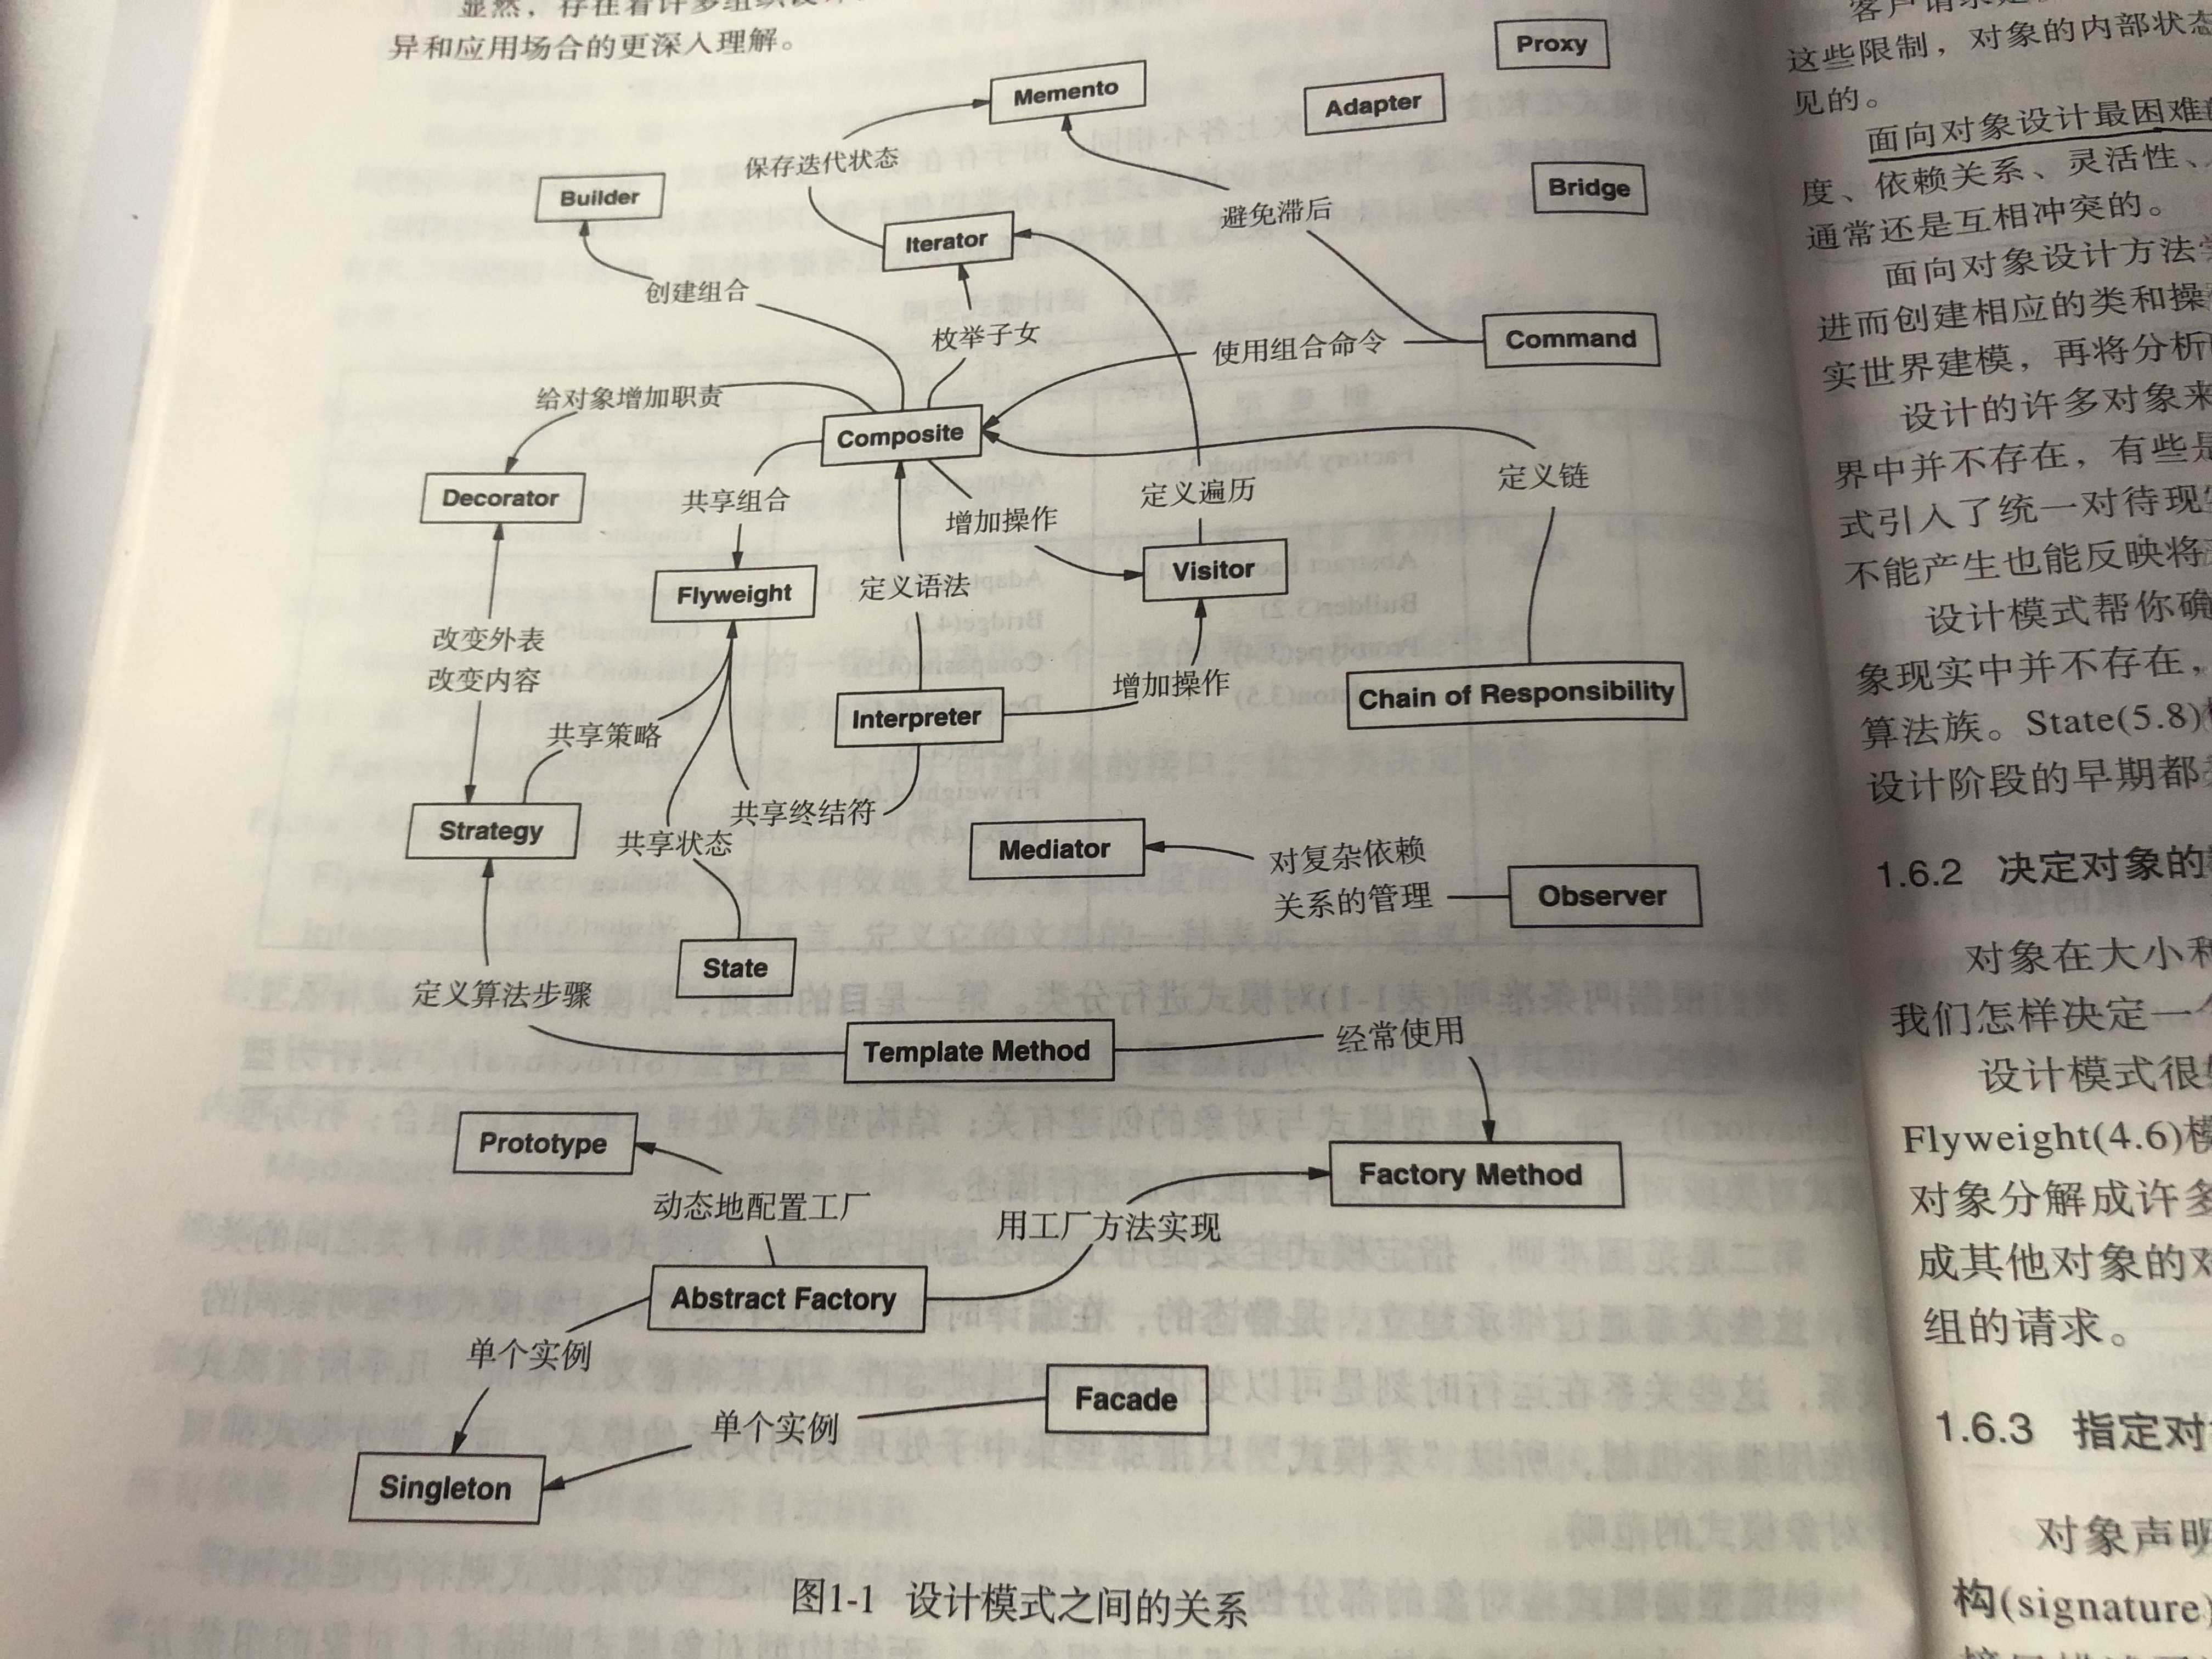 异和应用场合的更深入理解。
Memento
Proxy
Adapter
保存迭代状态
避免滞后
Builder
Iterator
Bridge
创建组合
枚举子女
使用组合命令
Command
给对象增加职责
Composite
Decorator
共享组合
增加操作
定义遍历
定义链
改变外表
改变内容
Flyweight
定义语法
Visitor
共享策略
Strategy
共享状态
共享终结符
Interpreter
增加操作
Chain of Responsibility
定义算法步骤
State
Mediator
对复杂依赖
关系的管理
Observer
Template Method
经常使用
Prototype
动态地配置工厂
用工厂方法实现
Factory Method
单个实例
Abstract Factory
Singleton
单个实例
Facade
图1-1 设计模式之间的关系
这些限制，对象的内部状态
见的。
面向对象设计最困难
度、依赖关系、灵活性、
通常还是互相冲突的。
面向对象设计方法
进而创建相应的类和操
实世界建模，再将分析
设计的许多对象来
界中并不存在，有些是
式引入了统一对待现
不能产生也能反映将
设计模式帮你确
象现实中并不存在，
算法族。State(5.8)
设计阶段的早期都
1.6.2 决定对象的
对象在大小和
我们怎样决定一
设计模式很
Flyweight(4.6)模
对象分解成许多
成其他对象的对
组的请求。
1.6.3 指定对
对象声明
构(signature)